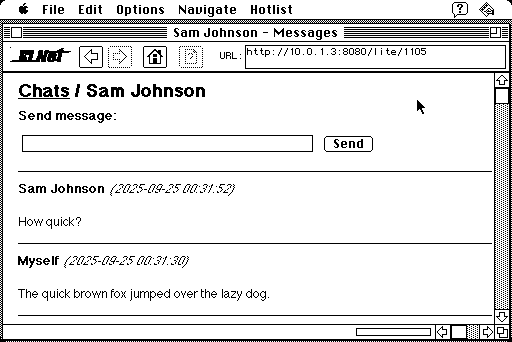 File Edit Options Navigate Hotlist
Sam Johnson - Messages
URL: http://10.0.1.3:8080/lite/1105
Chats / Sam Johnson
Send message:
Send
Sam Johnson (2025-09-25 00:31:52)
How quick?
Myself (2025-09-25 00:31:30)
The quick brown fox jumped over the lazy dog.